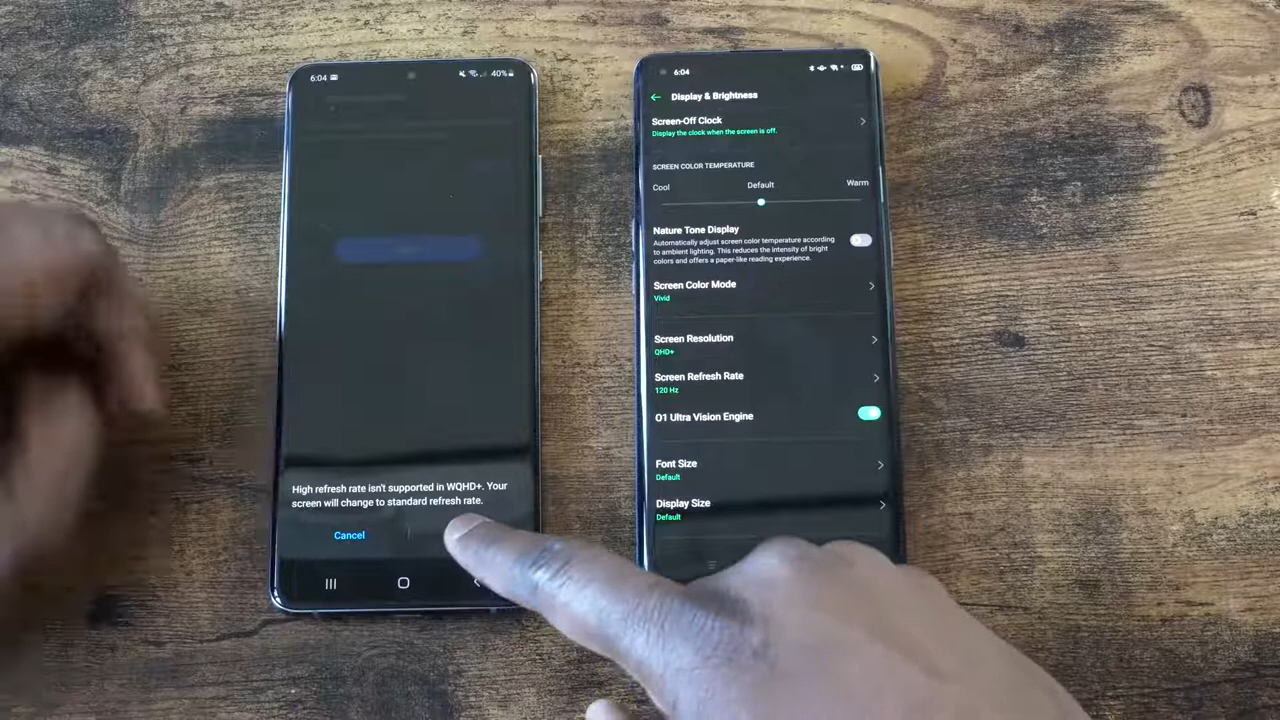 6:04
40%
High refresh rate isn't supported in WQHD+. Your
screen will change to standard refresh rate.
Cancel
6:04
Display & Brightness
Screen-Off Clock
Display the clock when the screen is off.
SCREEN COLOR TEMPERATURE
Cool
Default
Warm
Nature Tone Display
Automatically adjust screen color temperature according
to ambient lighting. This reduces the intensity of bright
colors and offers a paper-like reading experience.
Screen Color Mode
Vivid
Screen Resolution
QHD+
Screen Refresh Rate
120 Hz
O1 Ultra Vision Engine
Font Size
Default
Display Size
Default